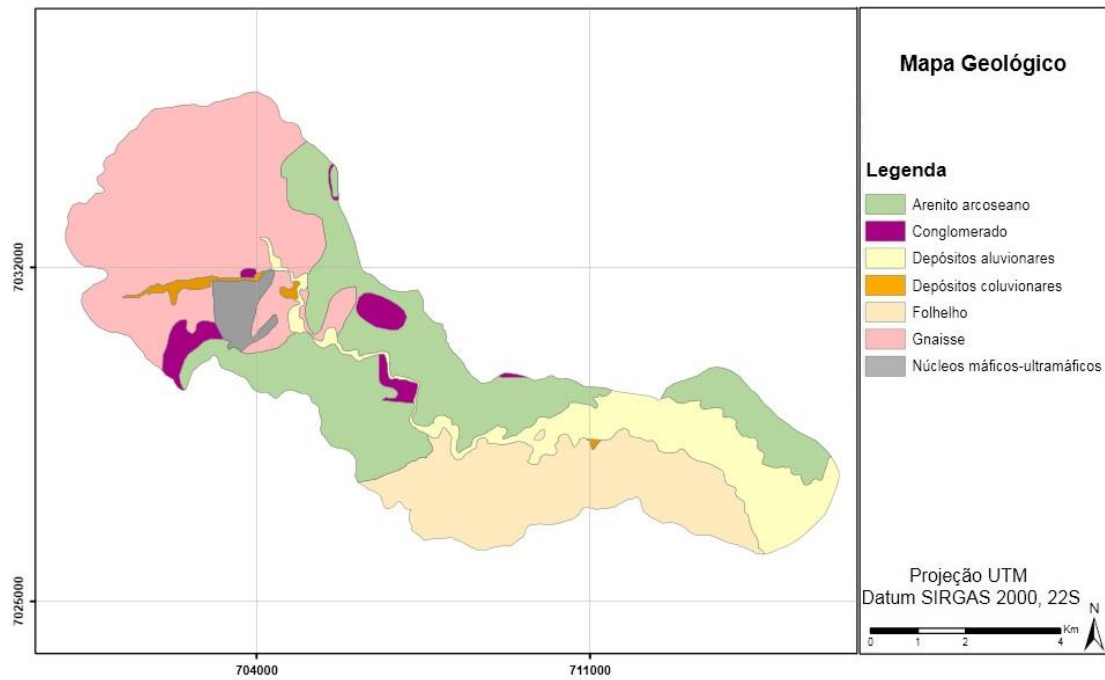 Mapa Geológico
Legenda
Arenito arcoseano
Conglomerado
Depósitos aluvionares
Depósitos coluvionares
Folhelho
Gnaisse
Núcleos máficos-ultramáficos
Projeção UTM
Datum SIRGAS 2000, 22S
N
Km
0 1 2 4
7032000
7025000
704000 711000